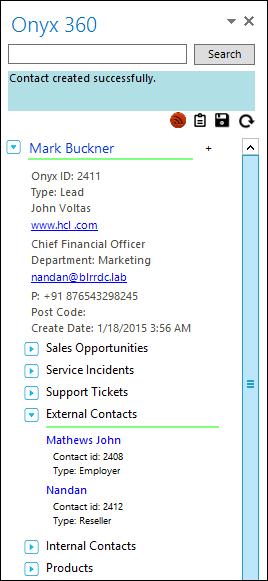 Onyx 360
Search
Contact created successfully.
Mark Buckner +
Onyx ID: 2411
Type: Lead
John Voltas
www.hcl .com
Chief Financial Officer
Department: Marketing
nandan@blrrdc.lab
P: +91 876543298245
Post Code:
Create Date: 1/18/2015 3:56 AM
Sales Opportunities
Service Incidents
Support Tickets
External Contacts
Mathews John
Contact id: 2408
Type: Employer
Nandan
Contact id: 2412
Type: Reseller
Internal Contacts
Products